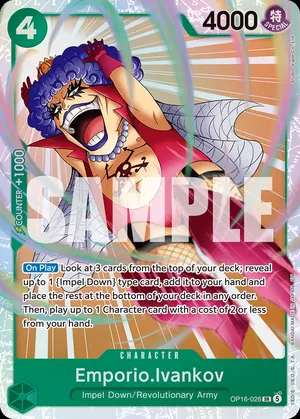 4
4000
特
SPECIAL
COUNTER +1000
SAMPLE
On Play Look at 3 cards from the top of your deck; reveal
up to 1 {Impel Down} type card, add it to your hand and
place the rest at the bottom of your deck in any order.
Then, play up to 1 Character card with a cost of 2 or less
from your hand.
CHARACTER
Emporio.Ivankov
Impel Down/Revolutionary Army
OP16-026 SR 5